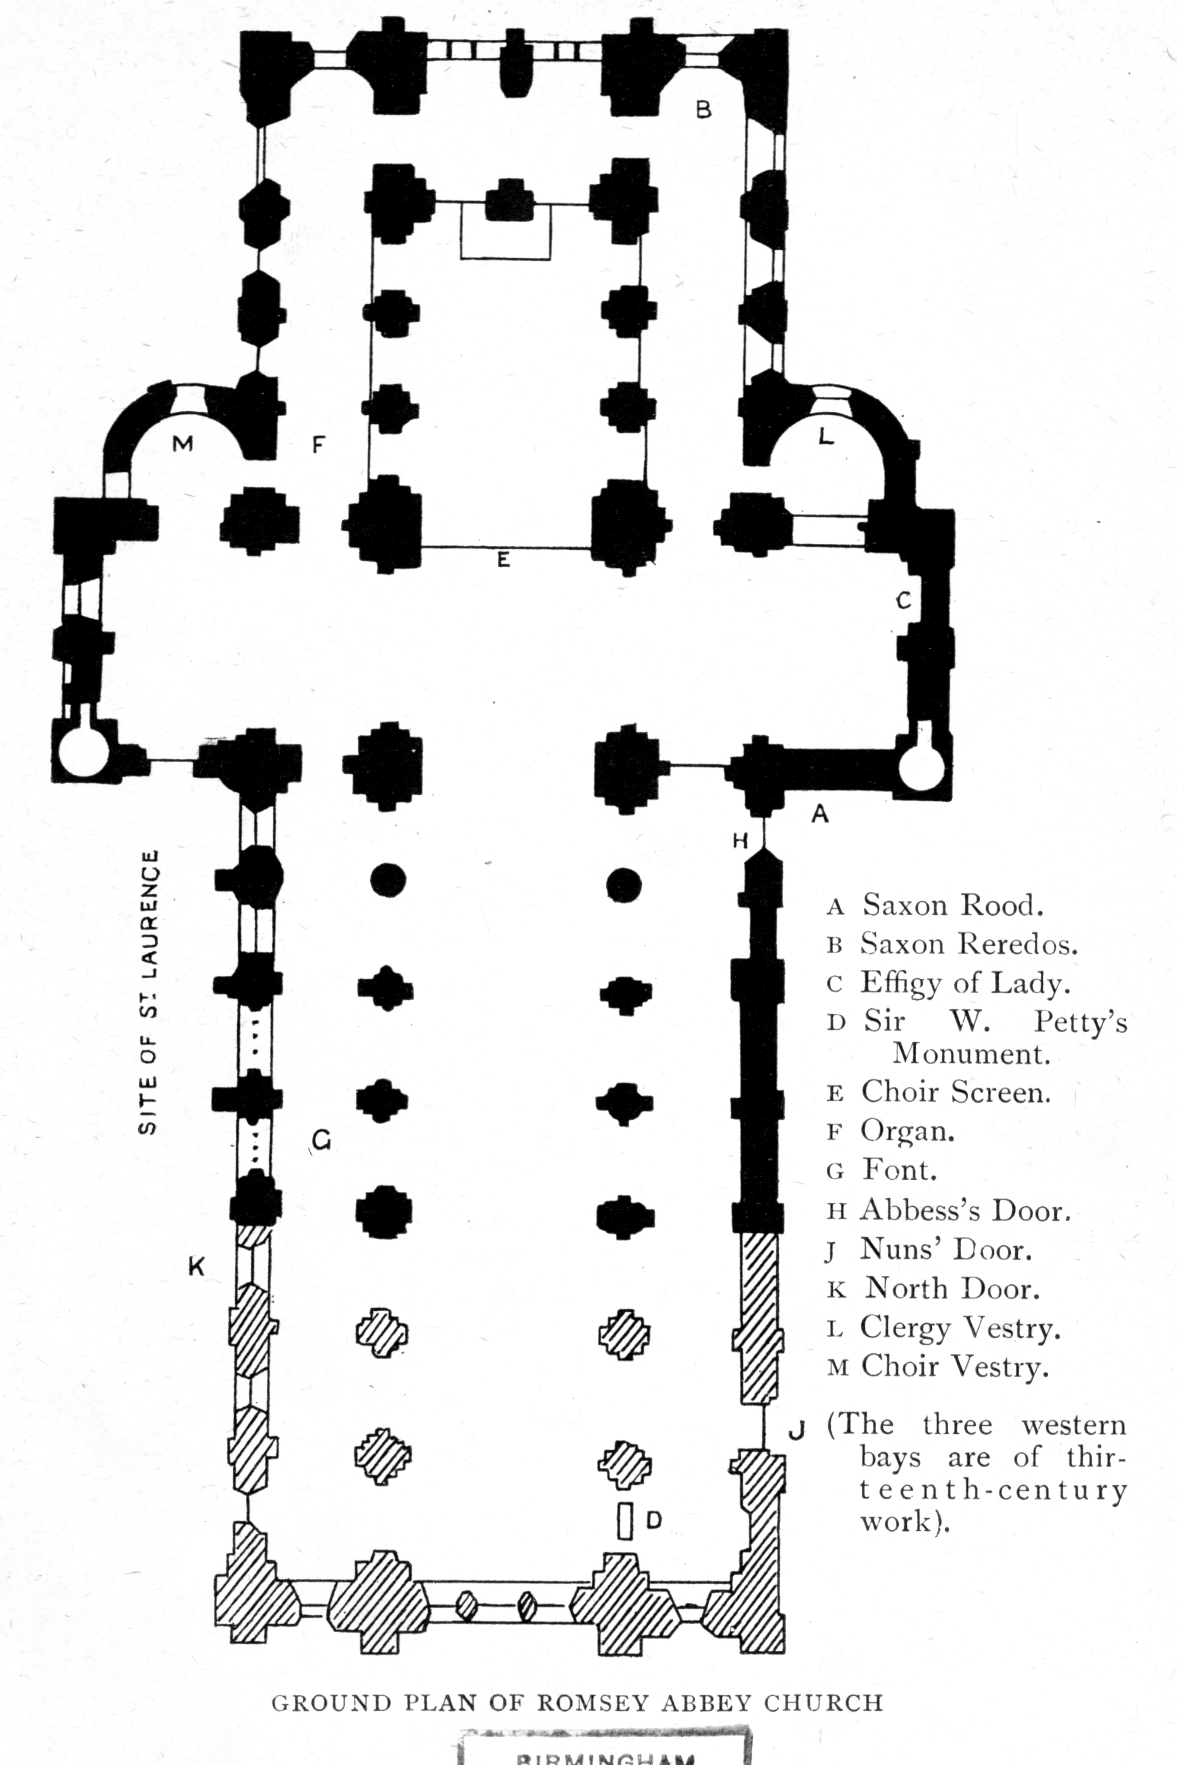 B
M
F
L
E
C
A
H
SITE OF ST LAURENCE
G
K
J
D
A Saxon Rood.
B Saxon Reredos.
C Effigy of Lady.
D Sir W. Petty's
Monument.
E Choir Screen.
F Organ.
G Font.
H Abbess's Door.
J Nuns' Door.
K North Door.
L Clergy Vestry.
M Choir Vestry.
(The three western
bays are of thir-
teenth-century
work).
GROUND PLAN OF ROMSEY ABBEY CHURCH
BIRMINGHAM